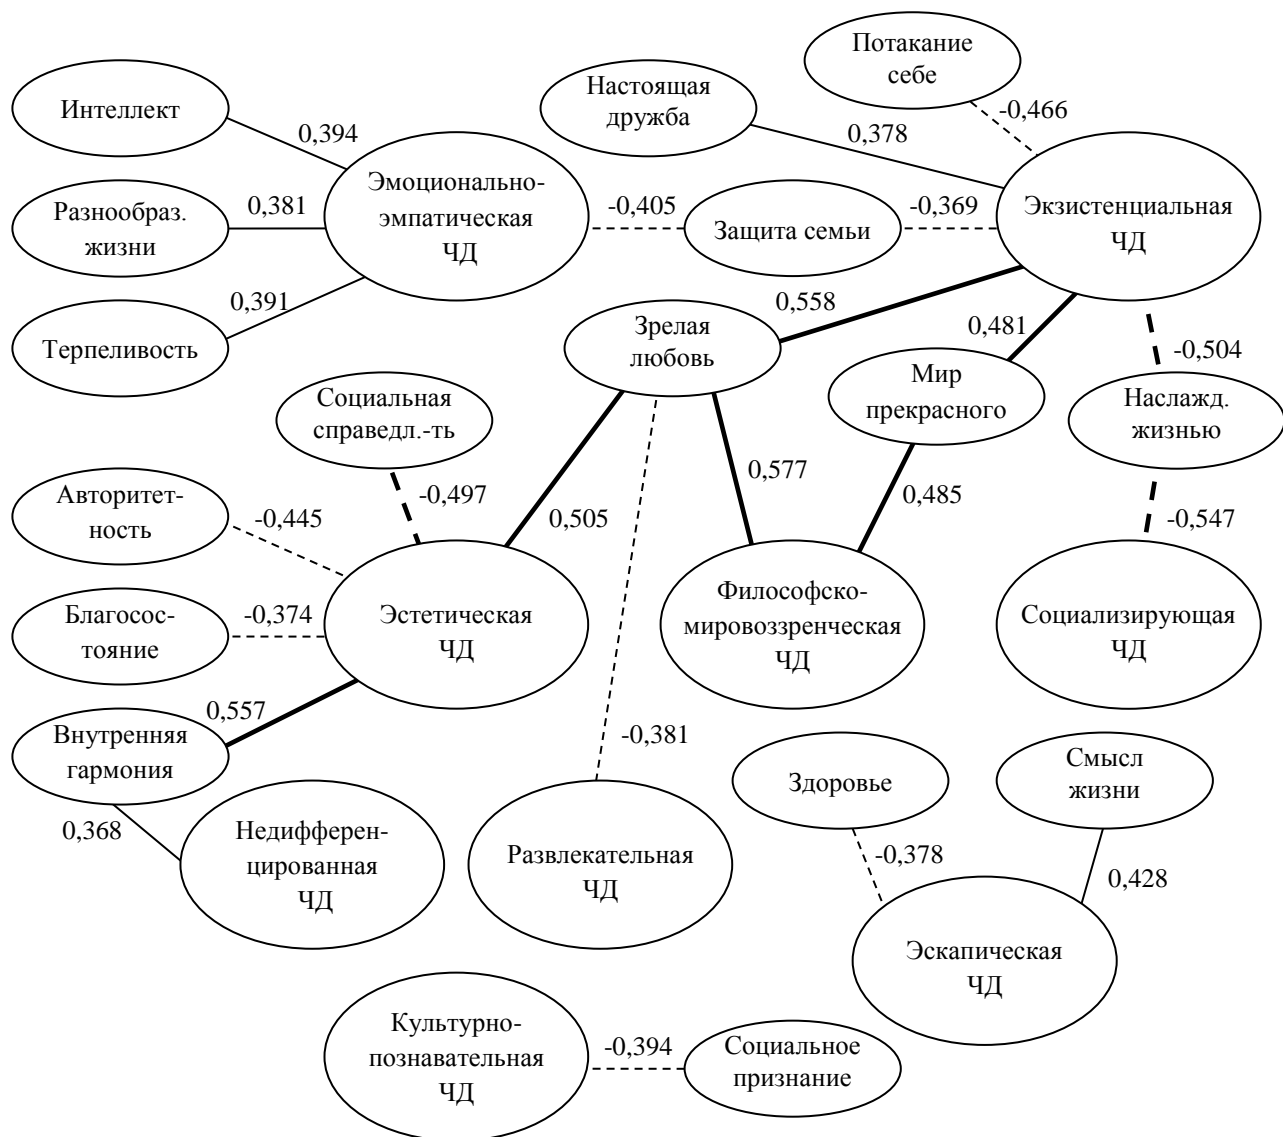 Потакание
себе
Интеллект
Настоящая
дружба
-0,466
0,394
0,378
Эмоционально-
эмпатическая
ЧД
Разнообраз.
жизни
0,381
-0,405
Защита семьи
-0,369
Экзистенциальная
ЧД
Терпеливость
0,391
Зрелая
любовь
0,558
0,481
-0,504
Социальная
справедл.-ть
Мир
прекрасного
Наслажд.
жизнью
Авторитет-
ность
-0,445
-0,497
0,505
0,577
0,485
-0,547
Благосос-
тояние
-0,374
Эстетическая
ЧД
Философско-
мировоззренческая
ЧД
Социализирующая
ЧД
Внутренняя
гармония
0,557
-0,381
Здоровье
Смысл
жизни
0,368
Недифферен-
цированная
ЧД
Развлекательная
ЧД
-0,378
0,428
Эскапическая
ЧД
Культурно-
познавательная
ЧД
-0,394
Социальное
признание